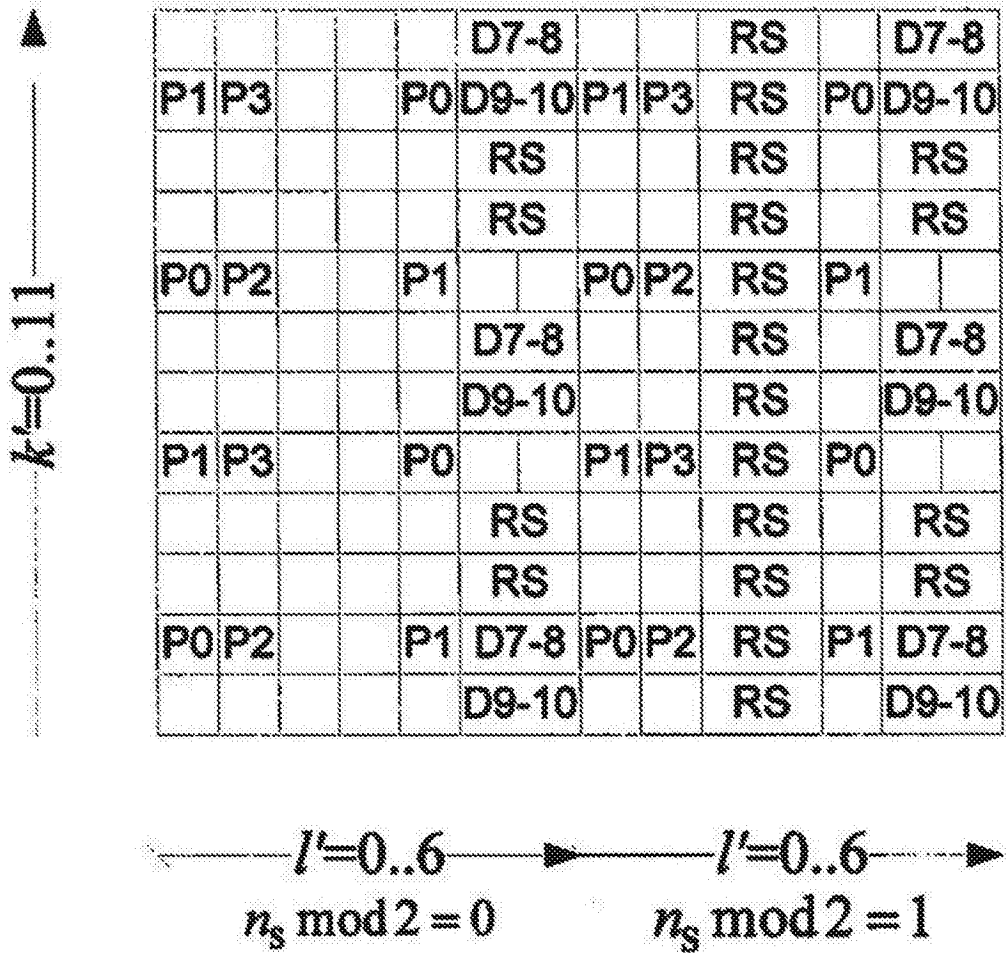 D7-8 RS D7-8
P1 P3 P0 D9-10 P1 P3 RS P0 D9-10
RS RS RS
RS RS RS
P0 P2 P1 P0 P2 RS P1
D7-8 RS D7-8
D9-10 RS D9-10
P1 P3 P0 P1 P3 RS P0
RS RS RS
RS RS RS
P0 P2 P1 D7-8 P0 P2 RS P1 D7-8
D9-10 RS D9-10
k'=0..11
l'=0..6 l'=0..6
nₛ mod 2 = 0 nₛ mod 2 = 1